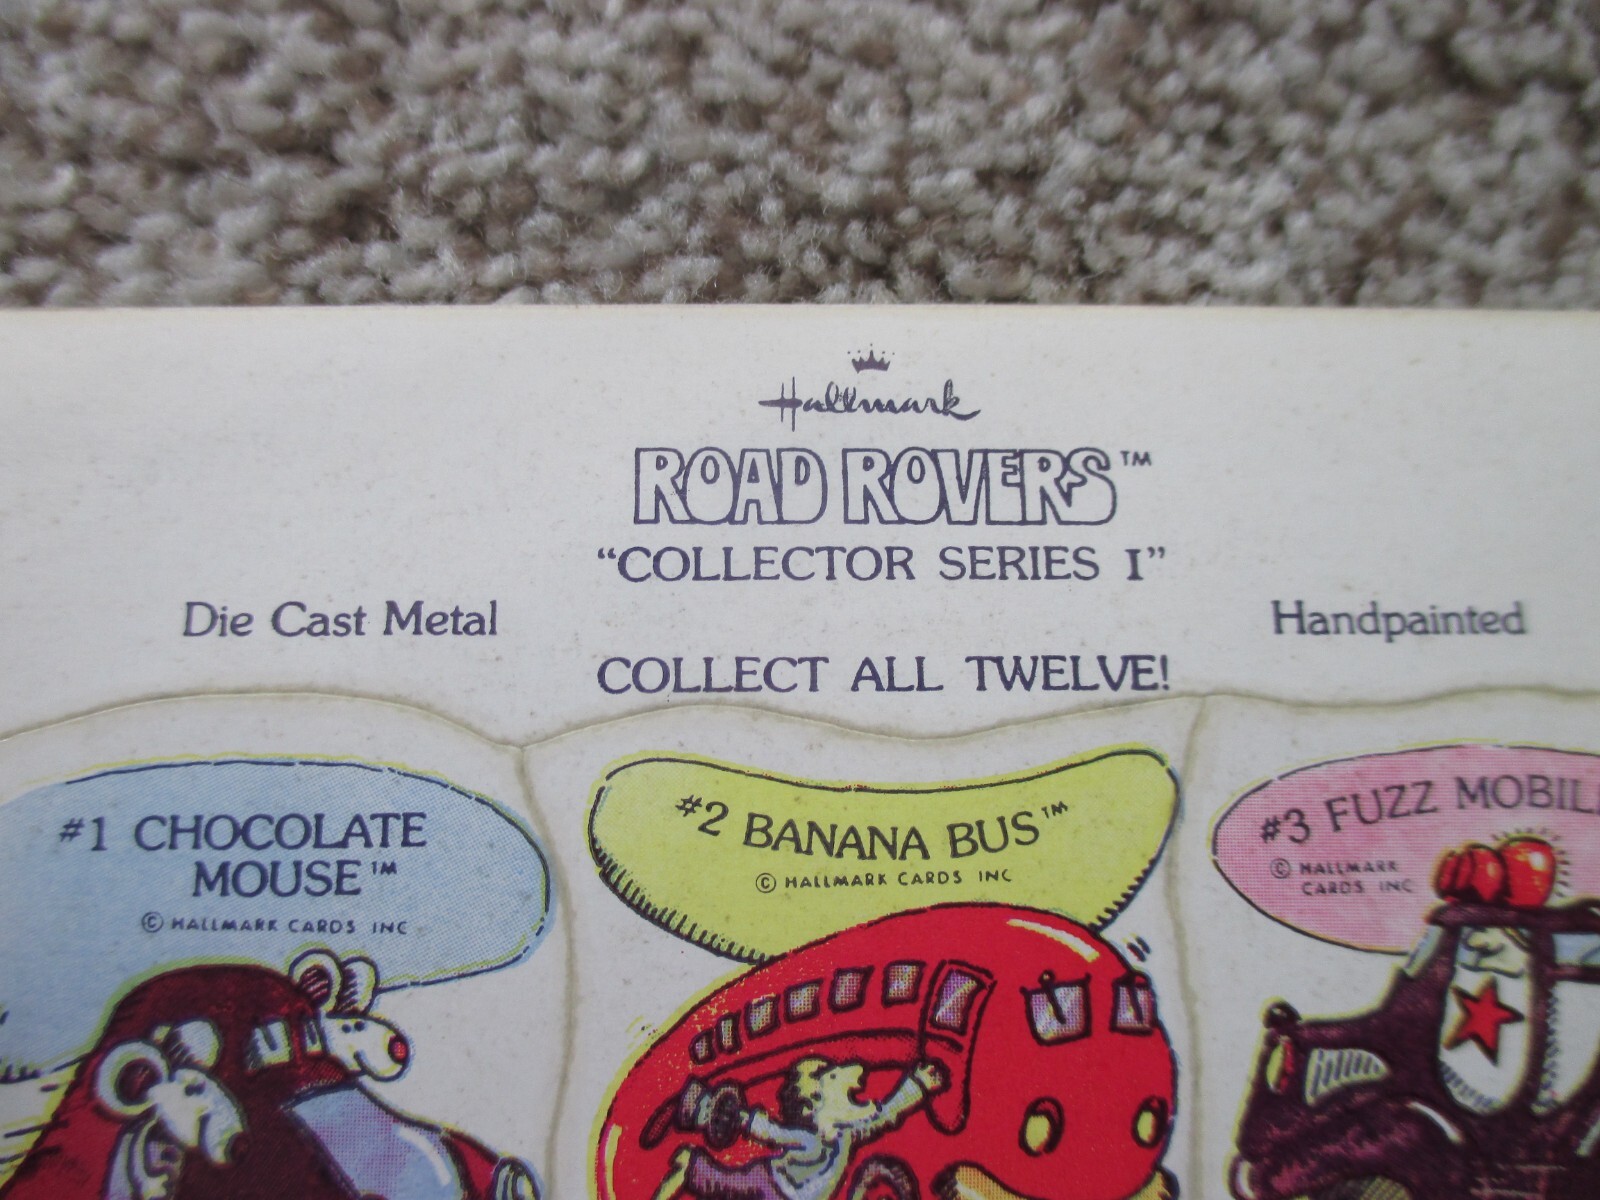 Hallmark
ROAD ROVERS™
“COLLECTOR SERIES I”
Die Cast Metal
Handpainted
COLLECT ALL TWELVE!
#1 CHOCOLATE
MOUSE™
© HALLMARK CARDS INC
#2 BANANA BUS™
© HALLMARK CARDS INC
#3 FUZZ MOBIL
© HALLMARK
CARDS INC